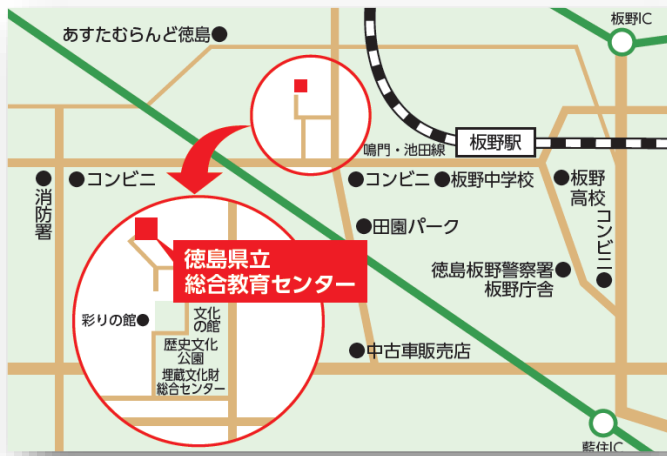 板野IC
あすたむらんど徳島
鳴門・池田線
板野駅
消防署
コンビニ
コンビニ
板野中学校
板野
高校
コンビニ
田園パーク
徳島県立
総合教育センター
徳島板野警察署
板野庁舎
彩りの館
文化
の館
歴史文化
公園
埋蔵文化財
総合センター
中古車販売店
藍住IC